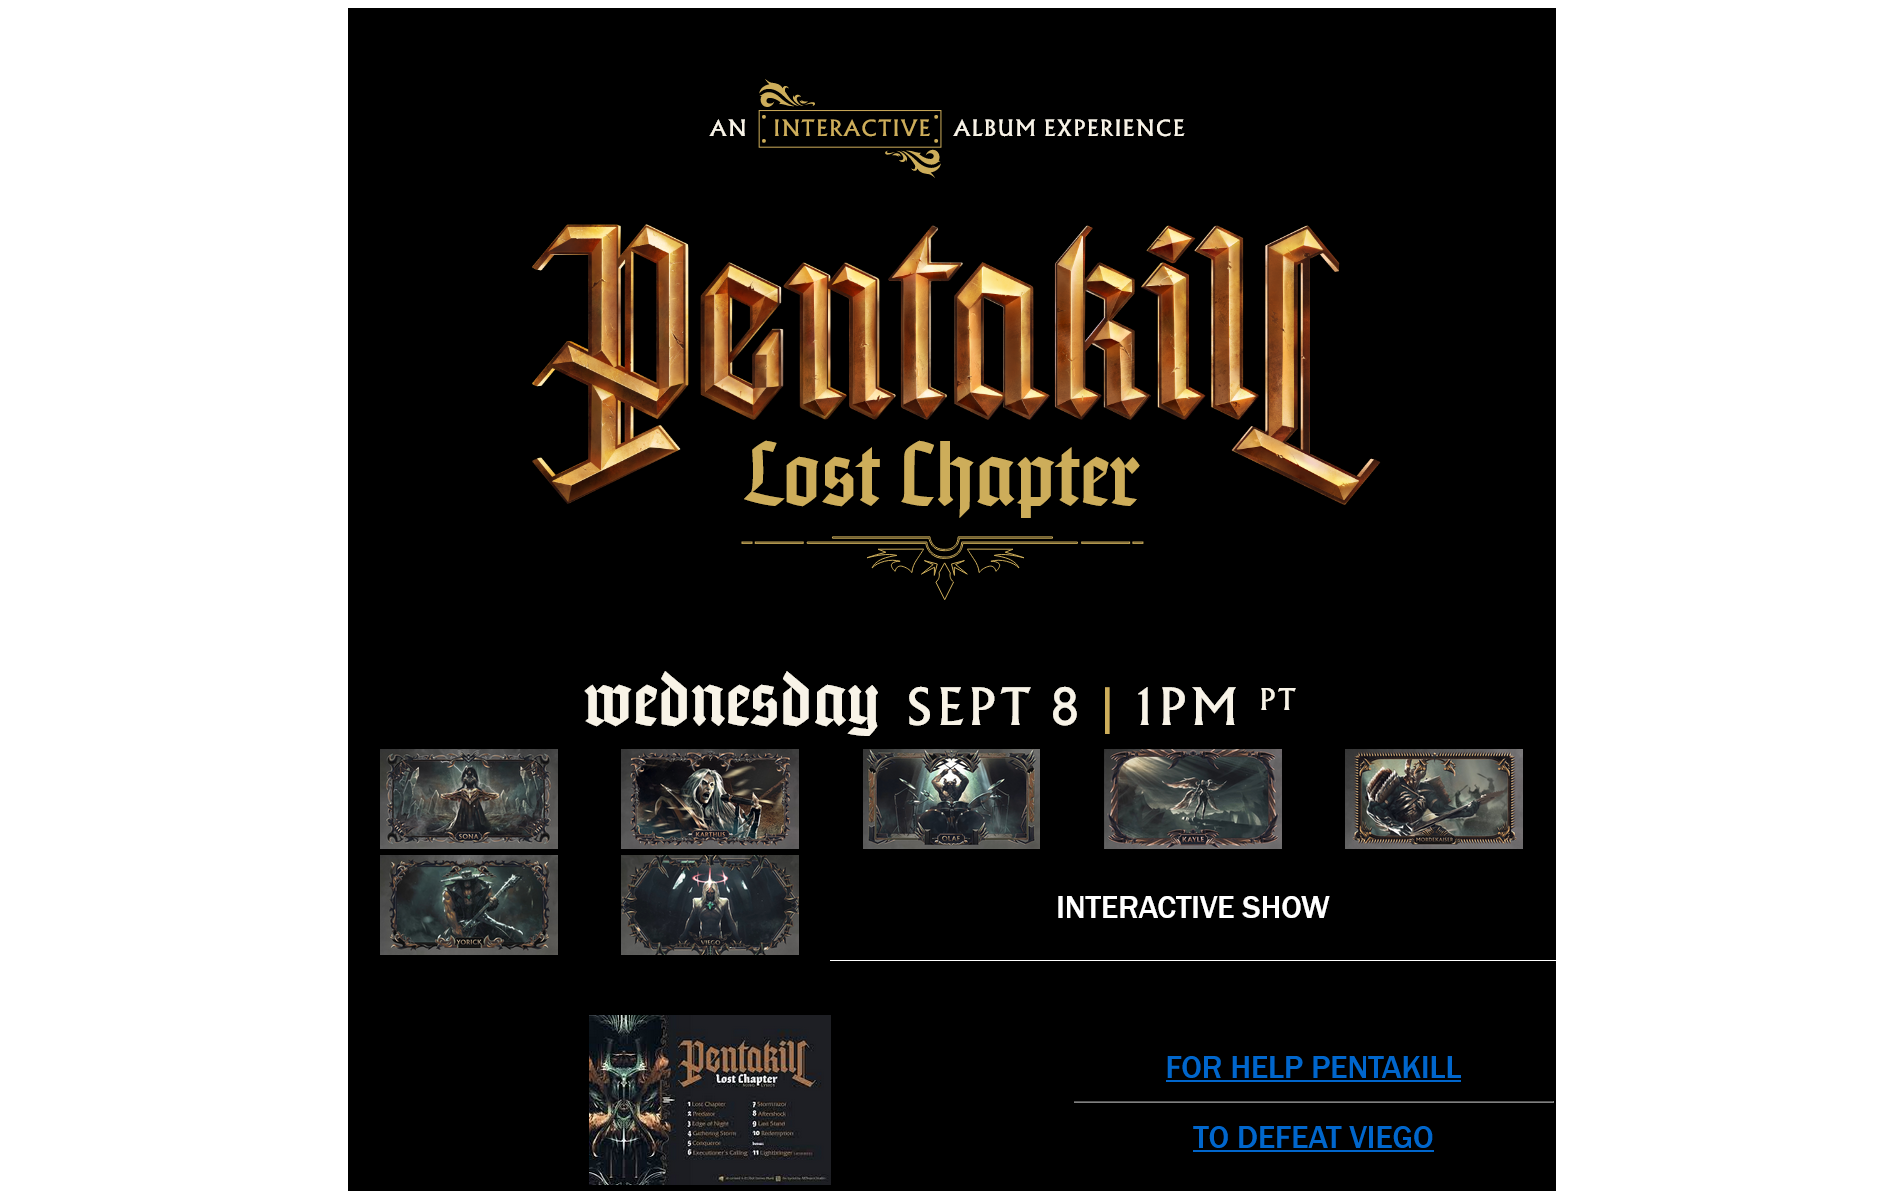 AN INTERACTIVE ALBUM EXPERIENCE
Pentakill
Lost Chapter
wednesday SEPT 8 | 1PM PT
SONA
KARTHUS
OLAF
KAYLE
MORDEKAISER
YORICK
VIEGO
INTERACTIVE SHOW
Pentakill
Lost Chapter
1 Lost Chapter
2 Predator
3 Edge of Night
4 Gathering Storm
5 Conqueror
6 Executioner's Calling
7 Stormrazor
8 Aftershock
9 Last Stand
10 Redemption
11 Lightbringer
FOR HELP PENTAKILL
TO DEFEAT VIEGO